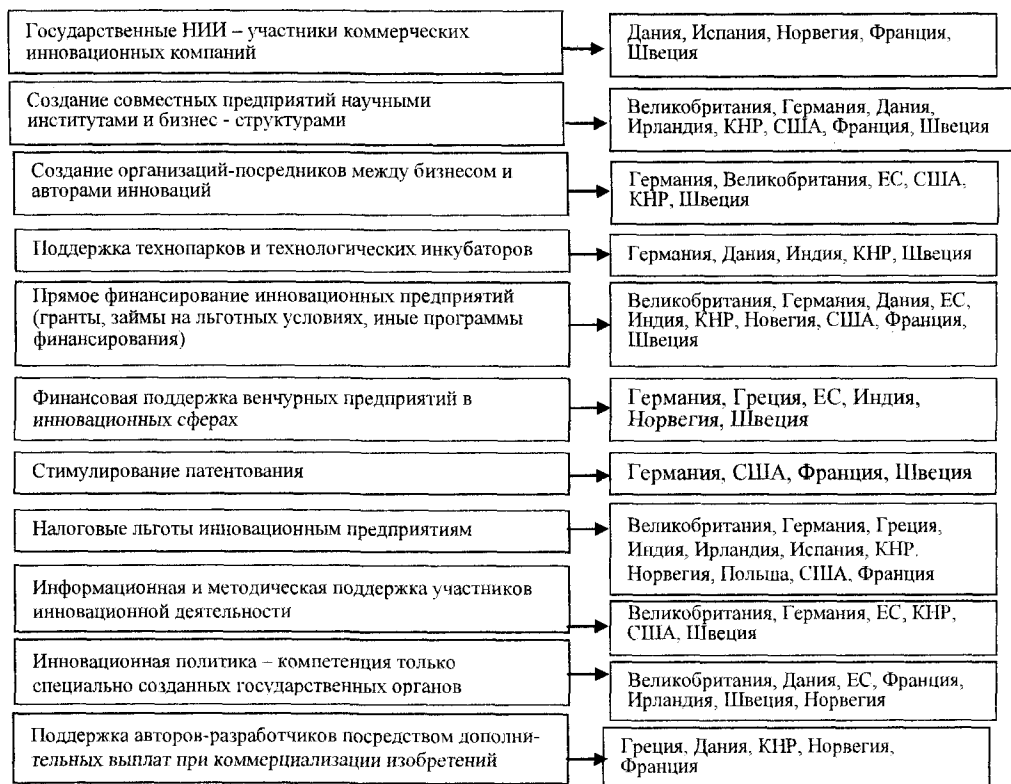 Государственные НИИ – участники коммерческих
инновационных компаний
Дания, Испания, Норвегия, Франция,
Швеция
Создание совместных предприятий научными
институтами и бизнес - структурами
Великобритания, Германия, Дания,
Ирландия, КНР, США, Франция, Швеция
Создание организаций-посредников между бизнесом и
авторами инноваций
Германия, Великобритания, ЕС, США,
КНР, Швеция
Поддержка технопарков и технологических инкубаторов
Германия, Дания, Индия, КНР, Швеция
Прямое финансирование инновационных предприятий
(гранты, займы на льготных условиях, иные программы
финансирования)
Великобритания, Германия, Дания, ЕС,
Индия, КНР, Новегия, США, Франция,
Швеция
Финансовая поддержка венчурных предприятий в
инновационных сферах
Германия, Греция, ЕС, Индия,
Норвегия, Швеция
Стимулирование патентования
Германия, США, Франция, Швеция
Налоговые льготы инновационным предприятиям
Великобритания, Германия, Греция,
Индия, Ирландия, Испания, КНР.
Норвегия, Польша, США, Франция
Информационная и методическая поддержка участников
инновационной деятельности
Великобритания, Германия, ЕС, КНР,
США, Швеция
Инновационная политика – компетенция только
специально созданных государственных органов
Великобритания, Дания, ЕС, Франция,
Ирландия, Швеция, Норвегия
Поддержка авторов-разработчиков посредством дополни-
тельных выплат при коммерциализации изобретений
Греция, Дания, КНР, Норвегия,
Франция